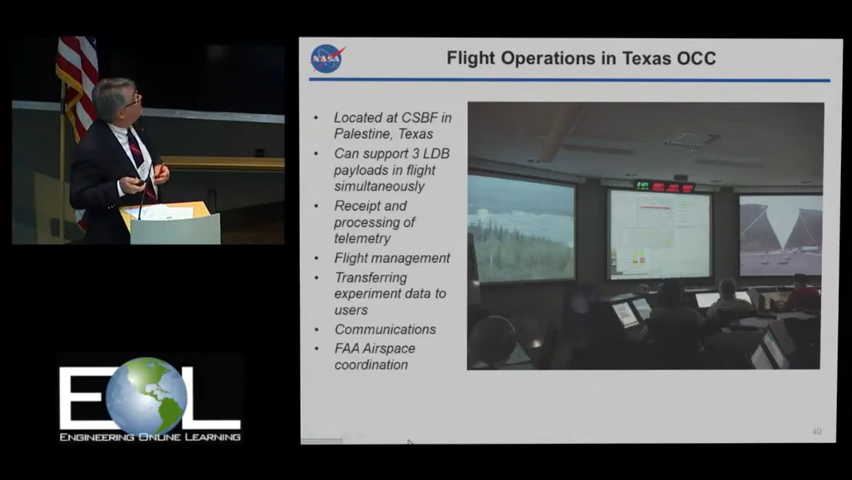 NASA
Flight Operations in Texas OCC
• Located at CSBF in
Palestine, Texas
• Can support 3 LDB
payloads in flight
simultaneously
• Receipt and
processing of
telemetry
• Flight management
• Transferring
experiment data to
users
• Communications
• FAA Airspace
coordination
40
EOL
ENGINEERING ONLINE LEARNING